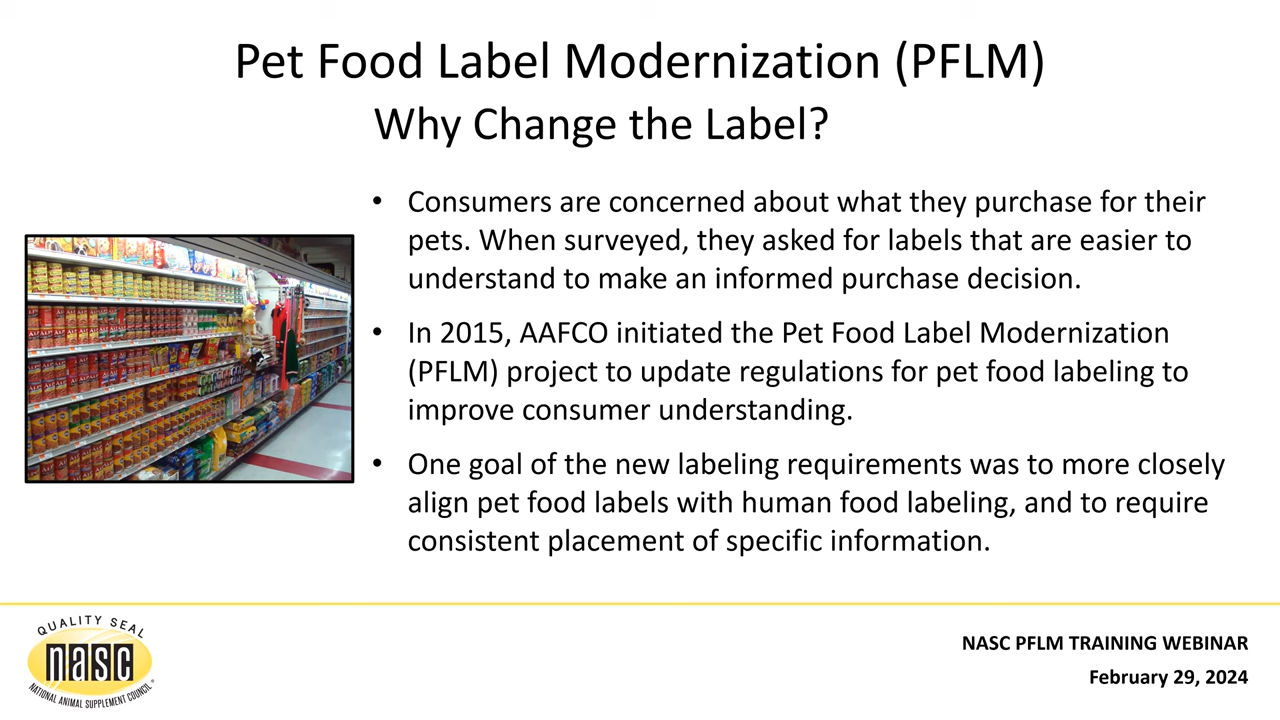 Pet Food Label Modernization (PFLM)
Why Change the Label?
• Consumers are concerned about what they purchase for their
pets. When surveyed, they asked for labels that are easier to
understand to make an informed purchase decision.
• In 2015, AAFCO initiated the Pet Food Label Modernization
(PFLM) project to update regulations for pet food labeling to
improve consumer understanding.
• One goal of the new labeling requirements was to more closely
align pet food labels with human food labeling, and to require
consistent placement of specific information.
QUALITY SEAL
nasc
NATIONAL ANIMAL SUPPLEMENT COUNCIL
NASC PFLM TRAINING WEBINAR
February 29, 2024